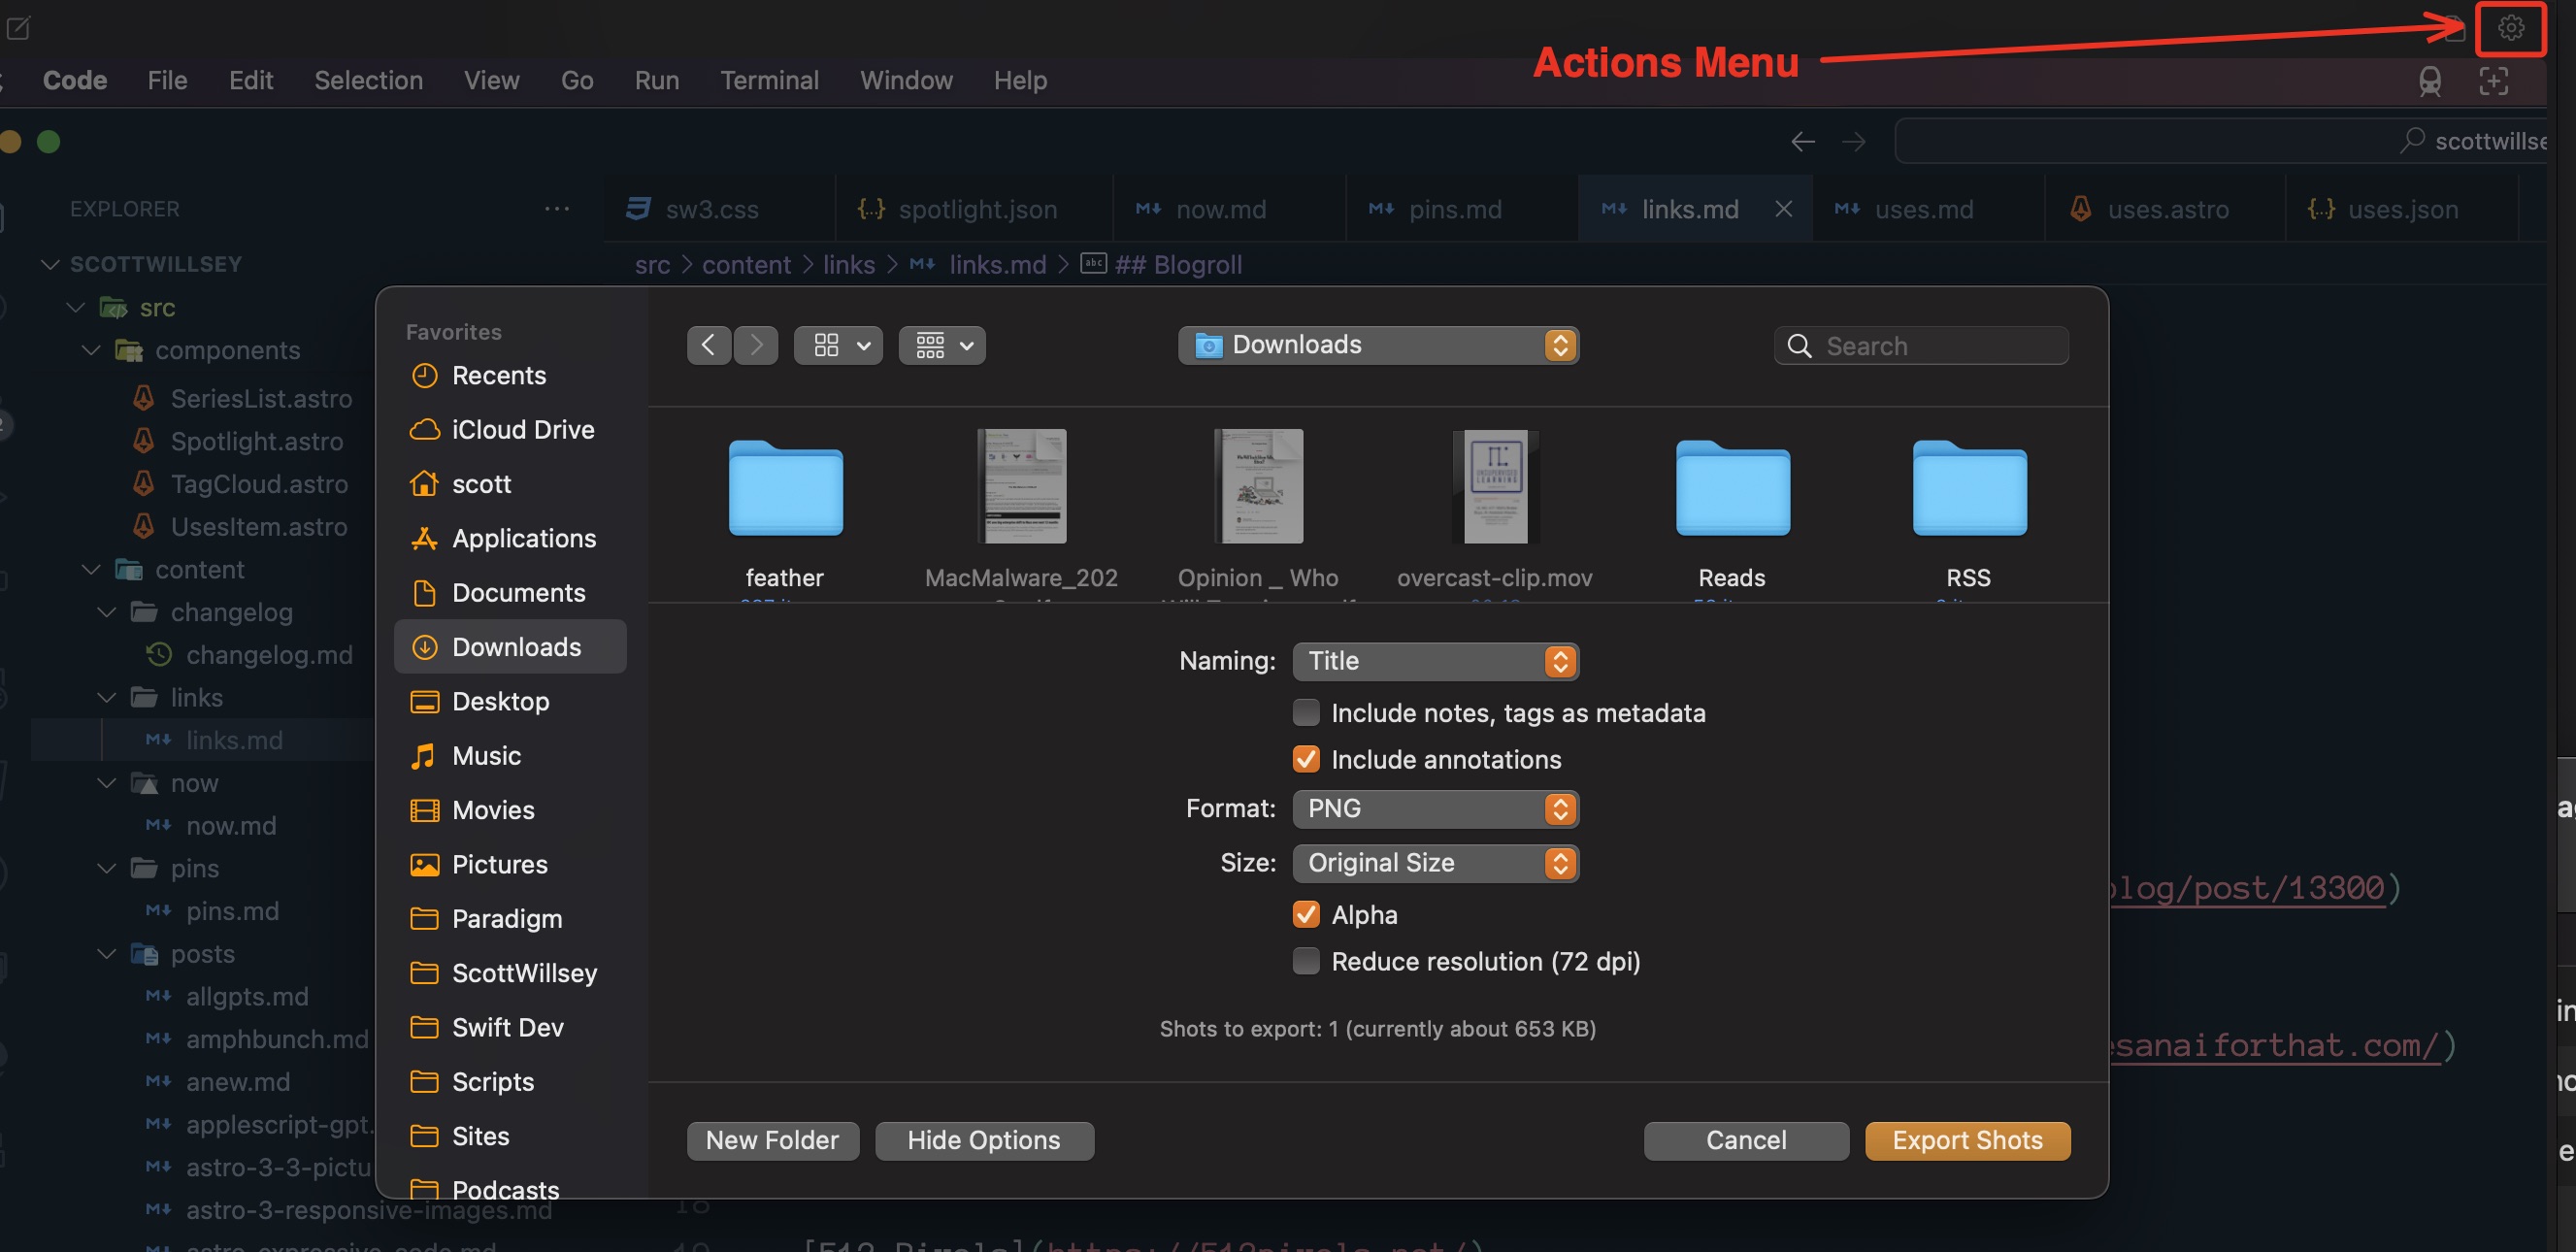 Actions Menu
Code File Edit Selection View Go Run Terminal Window Help
EXPLORER
sw3.css
spotlight.json
now.md
pins.md
links.md
uses.md
uses.astro
uses.json
SCOTTWILLSEY
src > content > links > links.md > ## Blogroll
src
components
SeriesList.astro
Spotlight.astro
TagCloud.astro
UsesItem.astro
content
changelog
changelog.md
links
links.md
now
now.md
pins
pins.md
posts
allgpts.md
amphbunch.md
anew.md
applescript-gpt.
astro-3-3-pictu
astro-3-responsive-images.md
Favorites
Recents
iCloud Drive
scott
Applications
Documents
Downloads
Desktop
Music
Movies
Pictures
Paradigm
ScottWillsey
Swift Dev
Scripts
Sites
Podcasts
Downloads
Search
feather
MacMalware_202
Opinion _ Who
overcast-clip.mov
Reads
RSS
Naming: Title
Include notes, tags as metadata
Include annotations
Format: PNG
Size: Original Size
Alpha
Reduce resolution (72 dpi)
Shots to export: 1 (currently about 653 KB)
New Folder
Hide Options
Cancel
Export Shots
log/post/13300)
sanaiforthat.com/)
18
19 [512 Pixels](https://512pixels.net/)